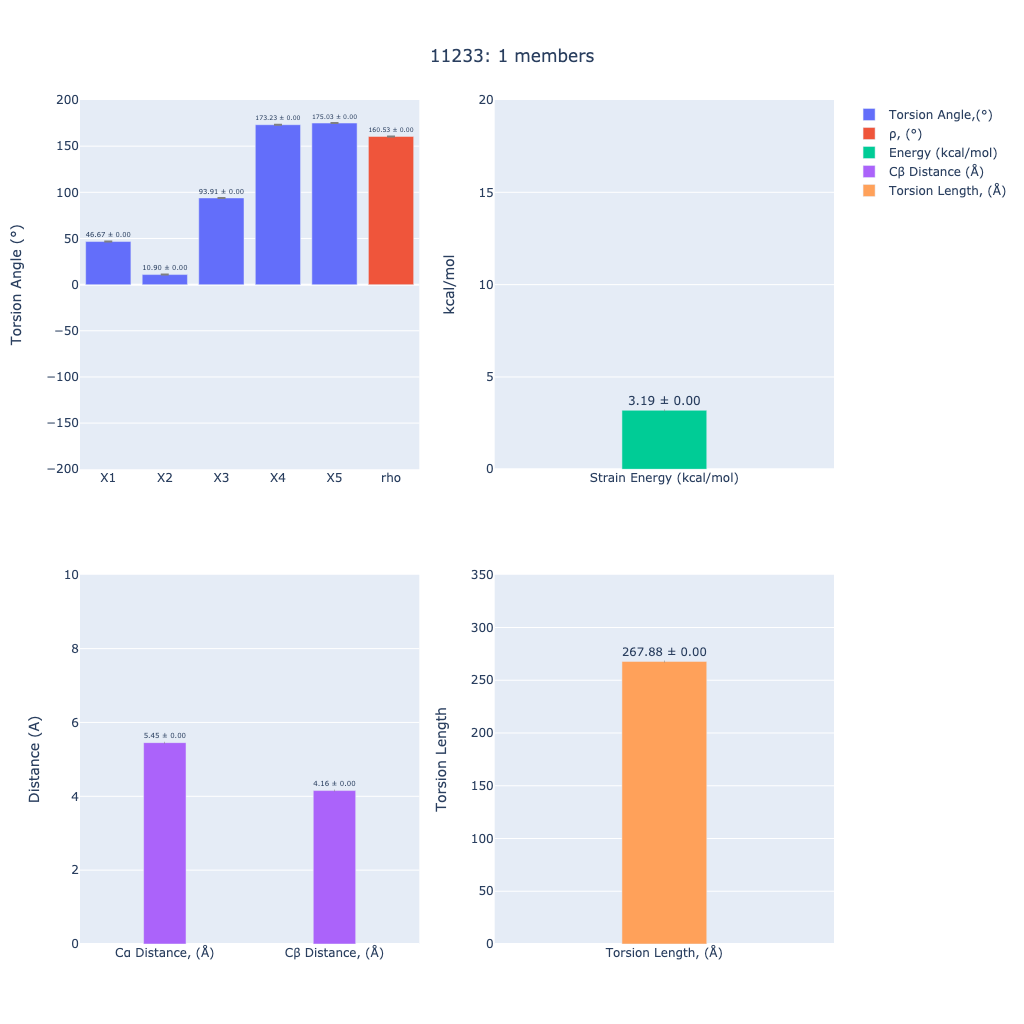 11233: 1 members
Torsion Angle (°)
200
150
100
50
0
−50
−100
−150
−200
46.67 ± 0.00
10.90 ± 0.00
93.91 ± 0.00
173.23 ± 0.00
175.03 ± 0.00
160.53 ± 0.00
X1 X2 X3 X4 X5 rho
kcal/mol
20
15
10
5
0
3.19 ± 0.00
Strain Energy (kcal/mol)
Torsion Angle,(°)
ρ, (°)
Energy (kcal/mol)
Cβ Distance (Å)
Torsion Length, (Å)
Distance (A)
10
8
6
4
2
0
5.45 ± 0.00
4.16 ± 0.00
Cα Distance, (Å) Cβ Distance, (Å)
Torsion Length
350
300
250
200
150
100
50
0
267.88 ± 0.00
Torsion Length, (Å)